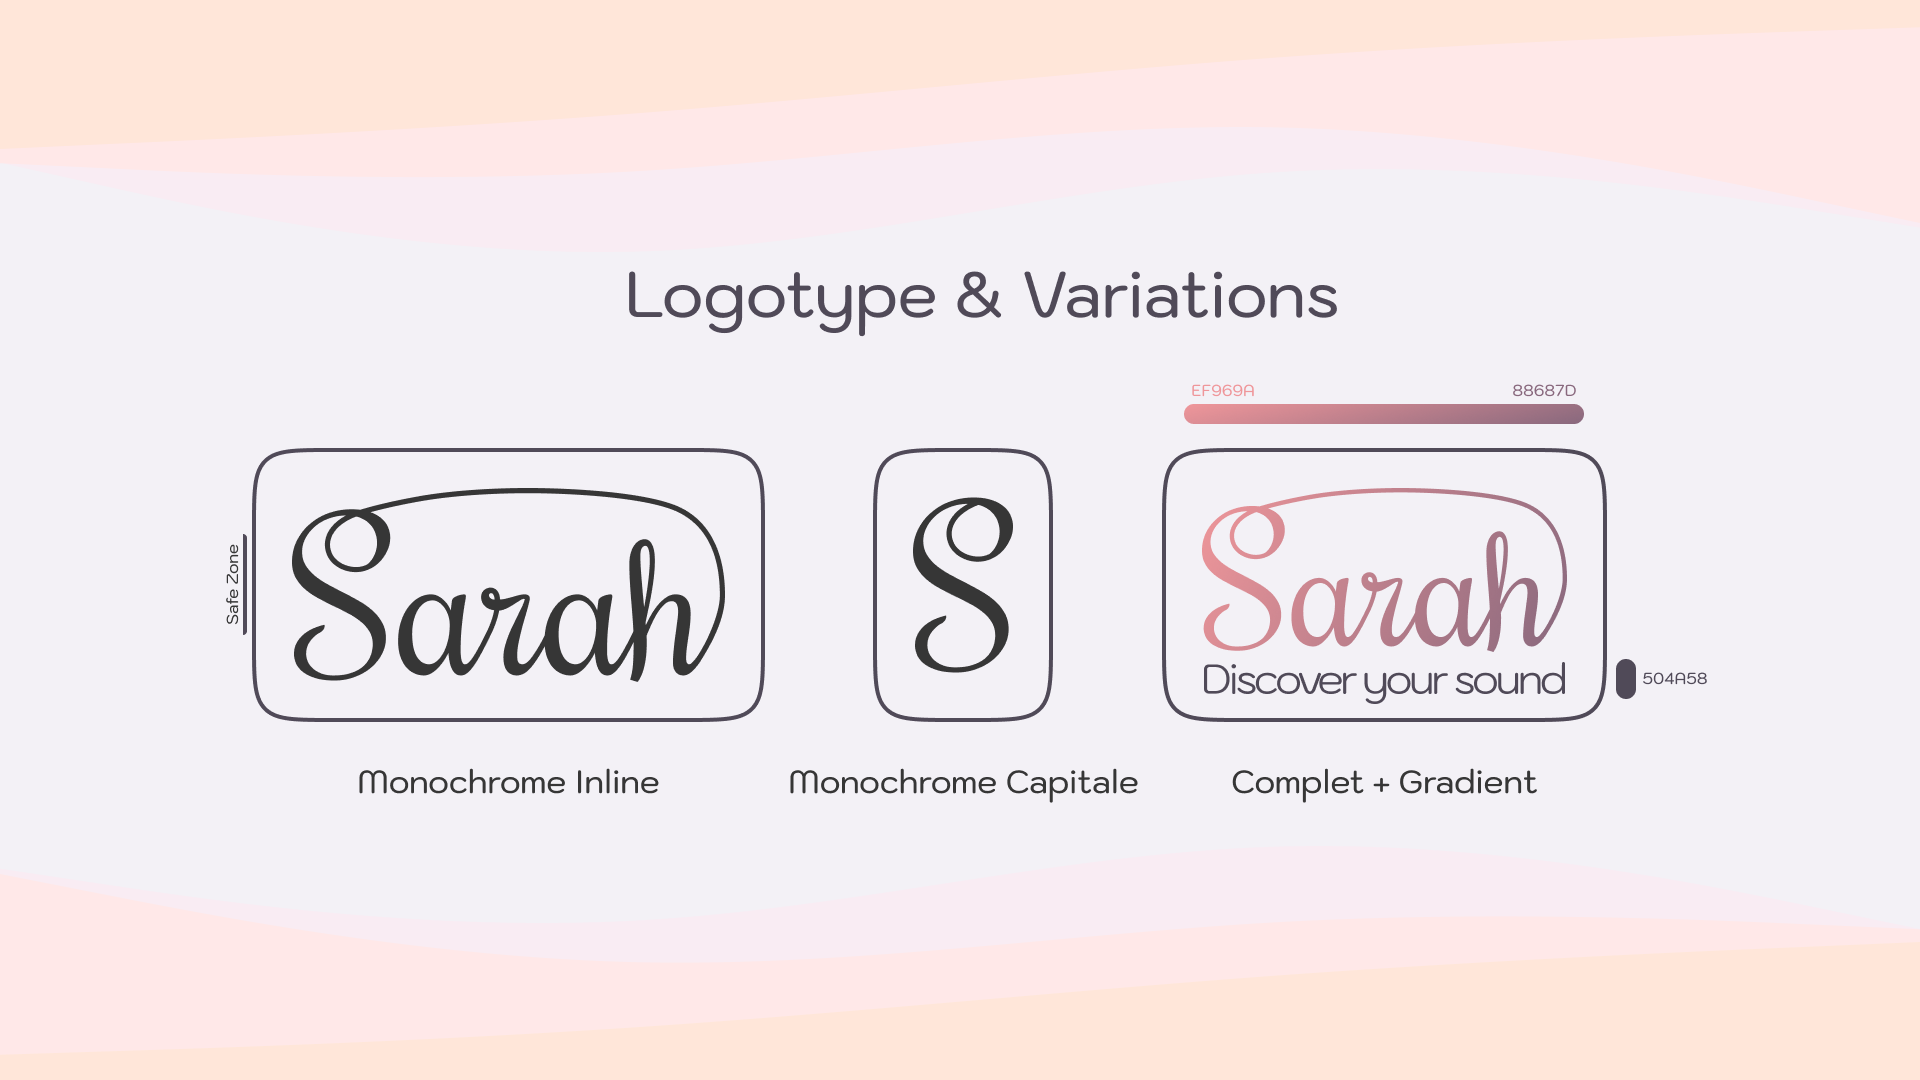 Logotype & Variations
EF969A
88687D
Safe Zone
Sarah
S
Sarah
Discover your sound
504A58
Monochrome Inline
Monochrome Capitale
Complet + Gradient